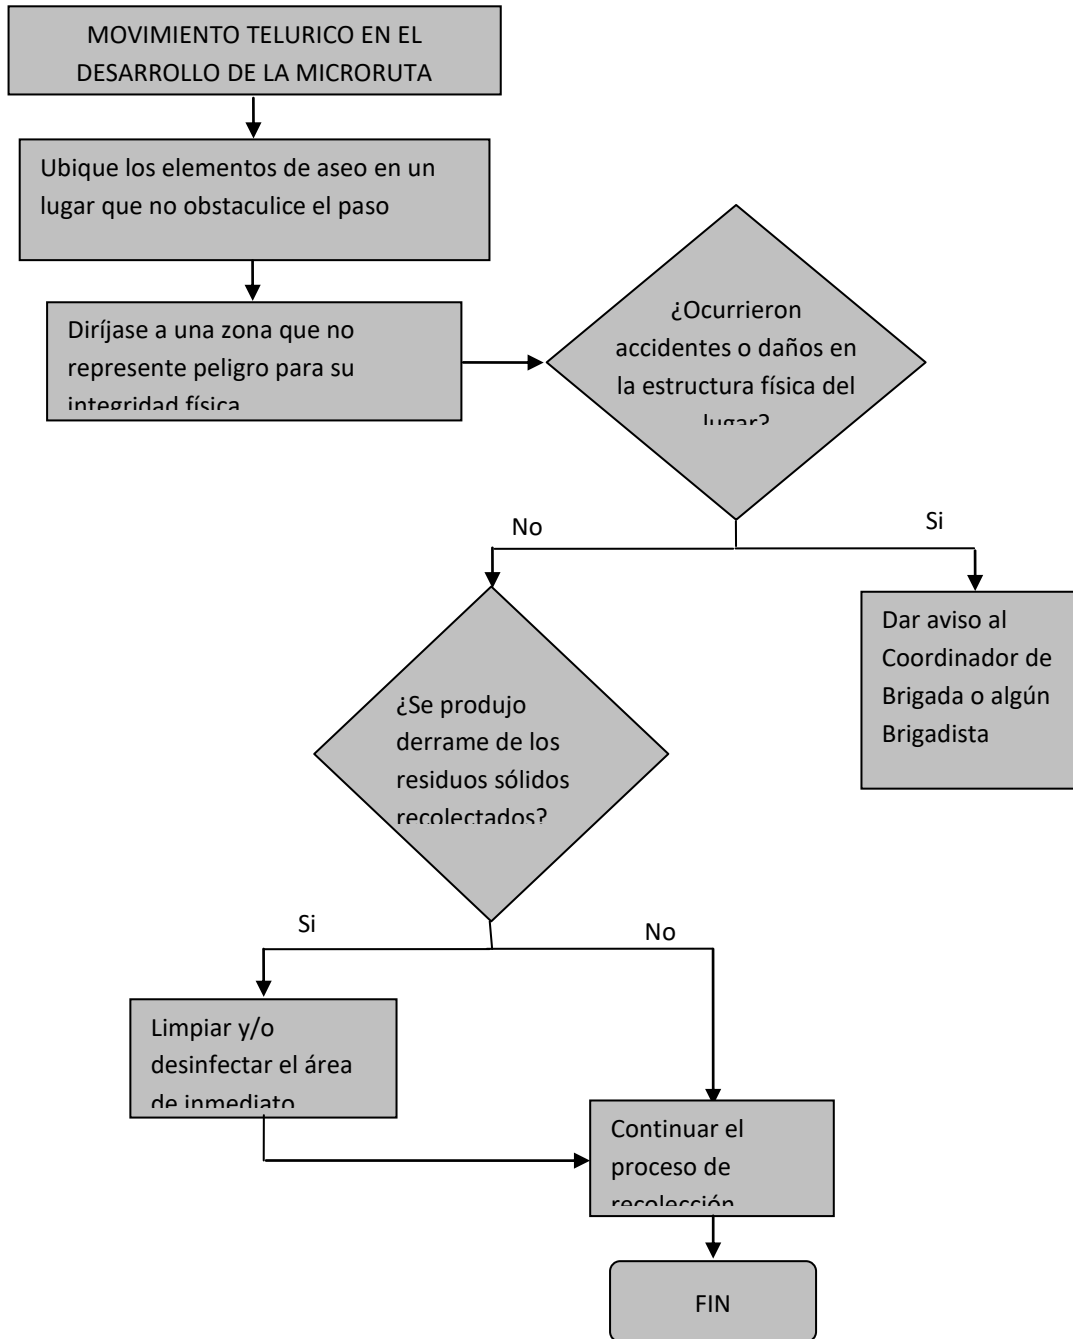 MOVIMIENTO TELURICO EN EL
DESARROLLO DE LA MICRORUTA
Ubique los elementos de aseo en un
lugar que no obstaculice el paso
Diríjase a una zona que no
represente peligro para su
integridad física
¿Ocurrieron
accidentes o daños en
la estructura física del
lugar?
No
Si
Dar aviso al
Coordinador de
Brigada o algún
Brigadista
¿Se produjo
derrame de los
residuos sólidos
recolectados?
Si
No
Limpiar y/o
desinfectar el área
de inmediato
Continuar el
proceso de
recolección
FIN